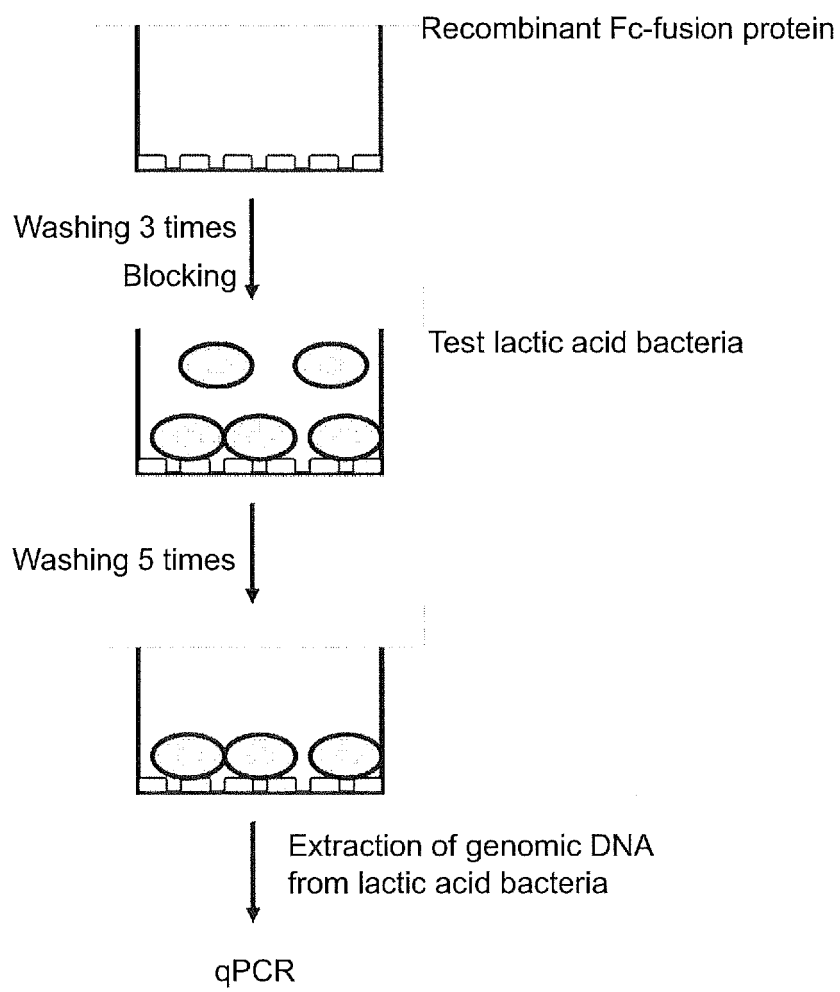 Recombinant Fc-fusion protein
Washing 3 times
Blocking
Test lactic acid bacteria
Washing 5 times
Extraction of genomic DNA
from lactic acid bacteria
qPCR